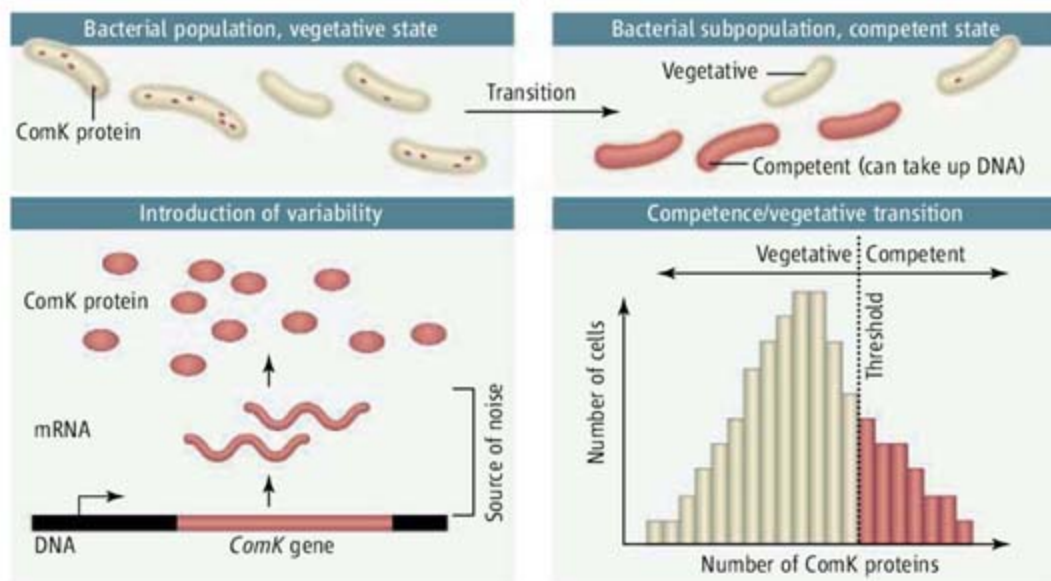 Bacterial population, vegetative state
ComK protein
Transition
Bacterial subpopulation, competent state
Vegetative
Competent (can take up DNA)
Introduction of variability
ComK protein
mRNA
Source of noise
DNA
ComK gene
Competence/vegetative transition
Vegetative
Competent
Threshold
Number of cells
Number of ComK proteins